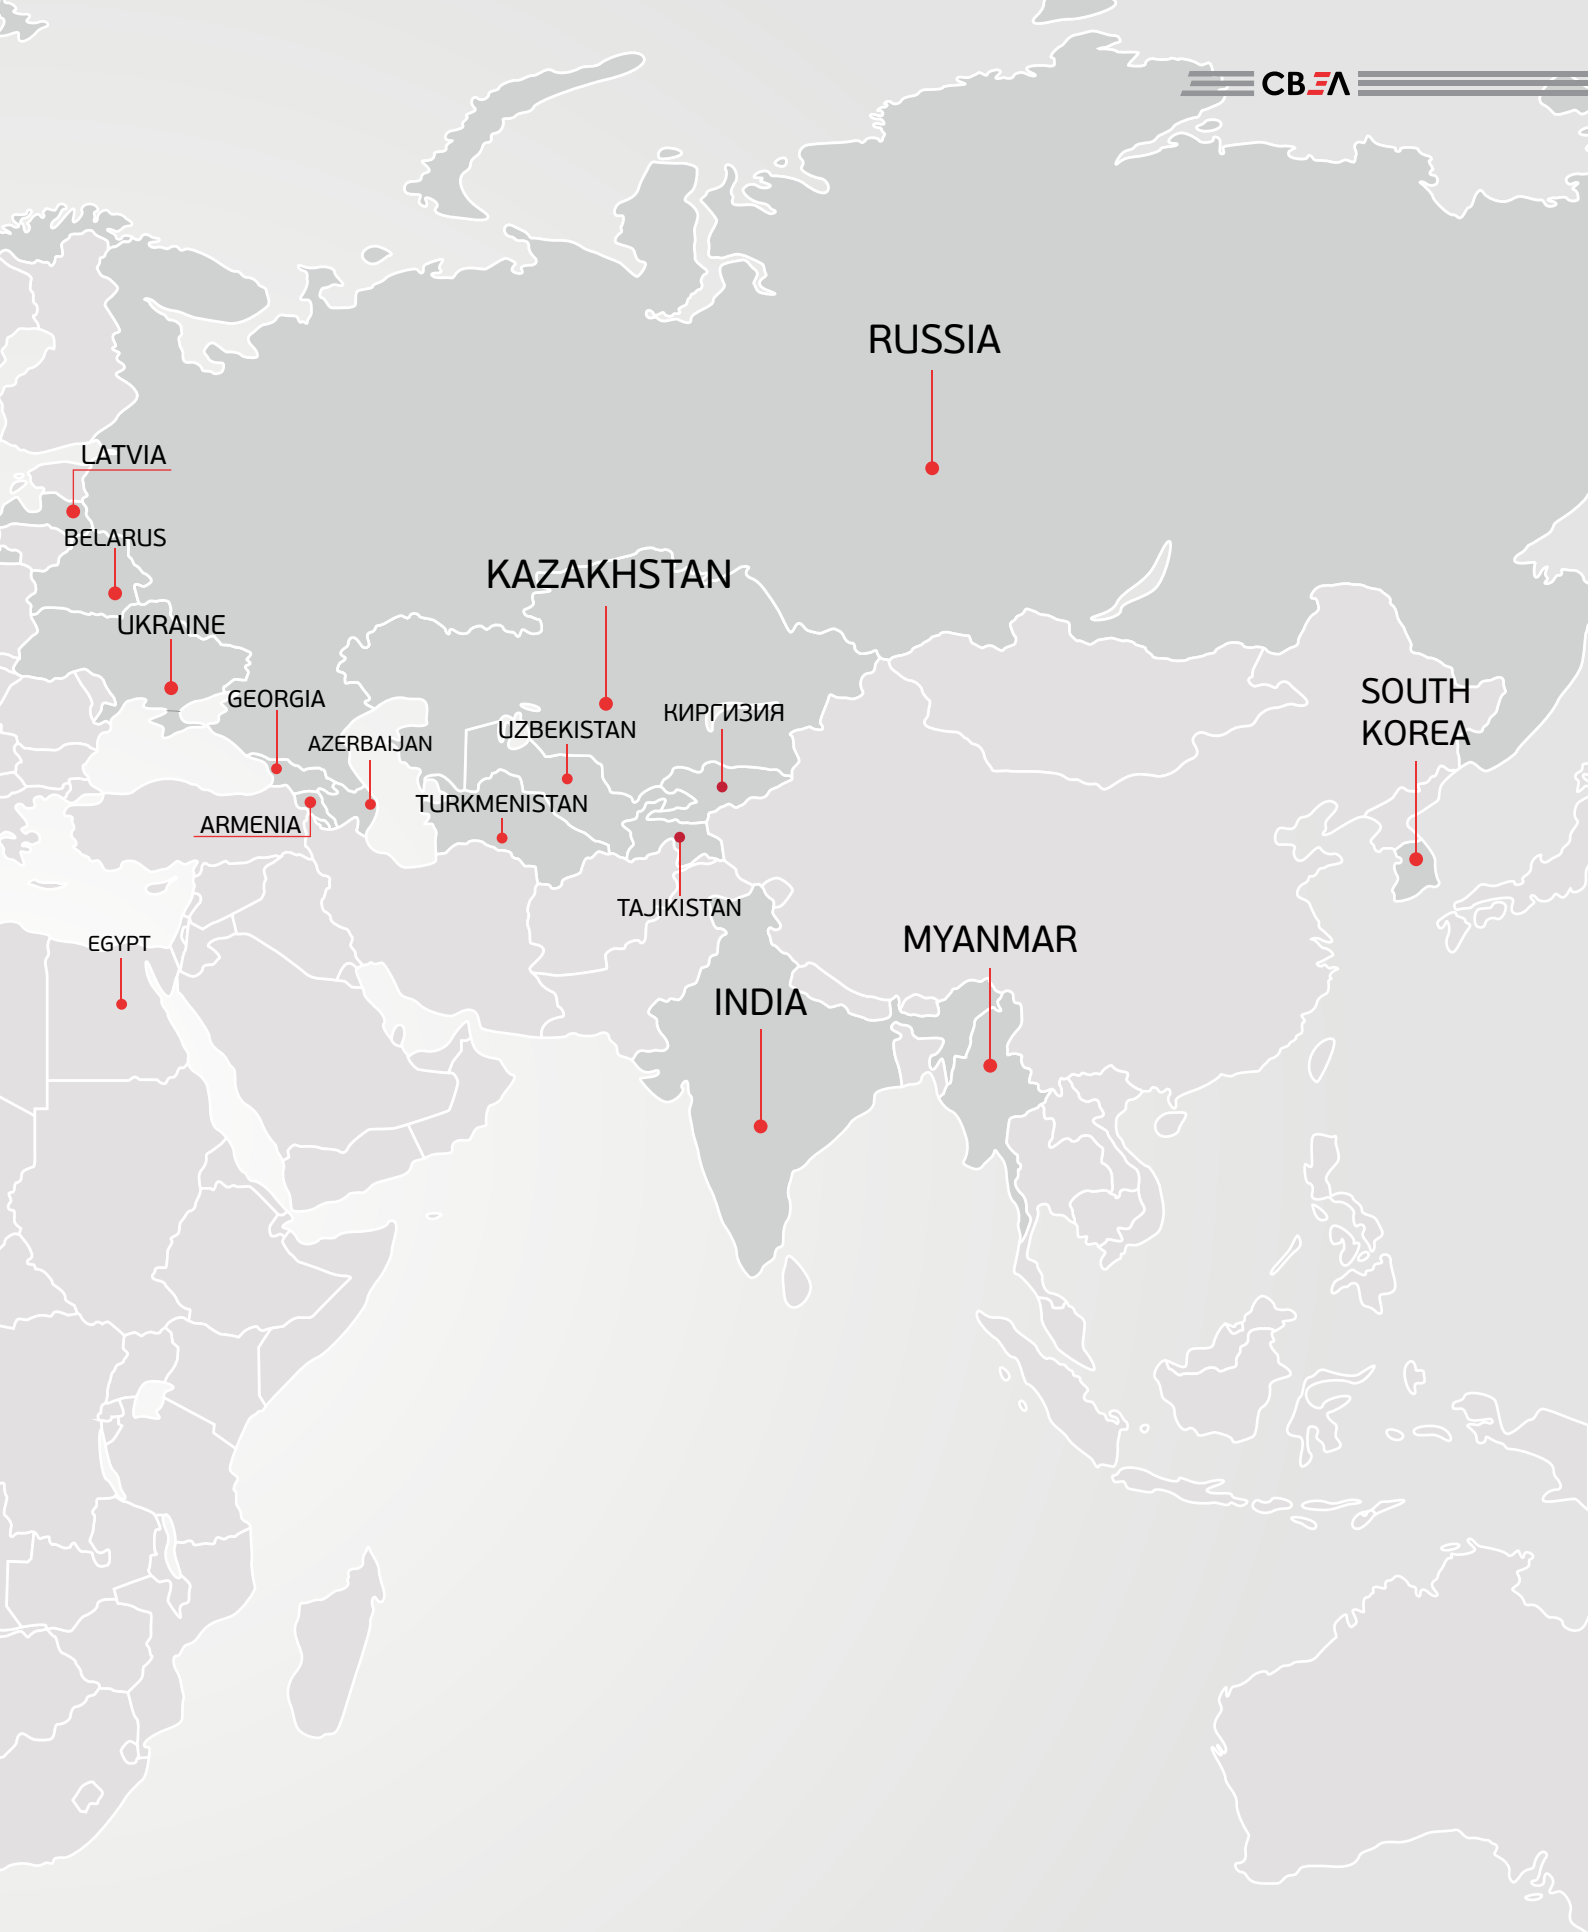 СВЕЛ
RUSSIA
LATVIA
BELARUS
KAZAKHSTAN
UKRAINE
SOUTH
KOREA
GEORGIA
КИРГИЗИЯ
UZBEKISTAN
AZERBAIJAN
TURKMENISTAN
ARMENIA
TAJIKISTAN
EGYPT
MYANMAR
INDIA